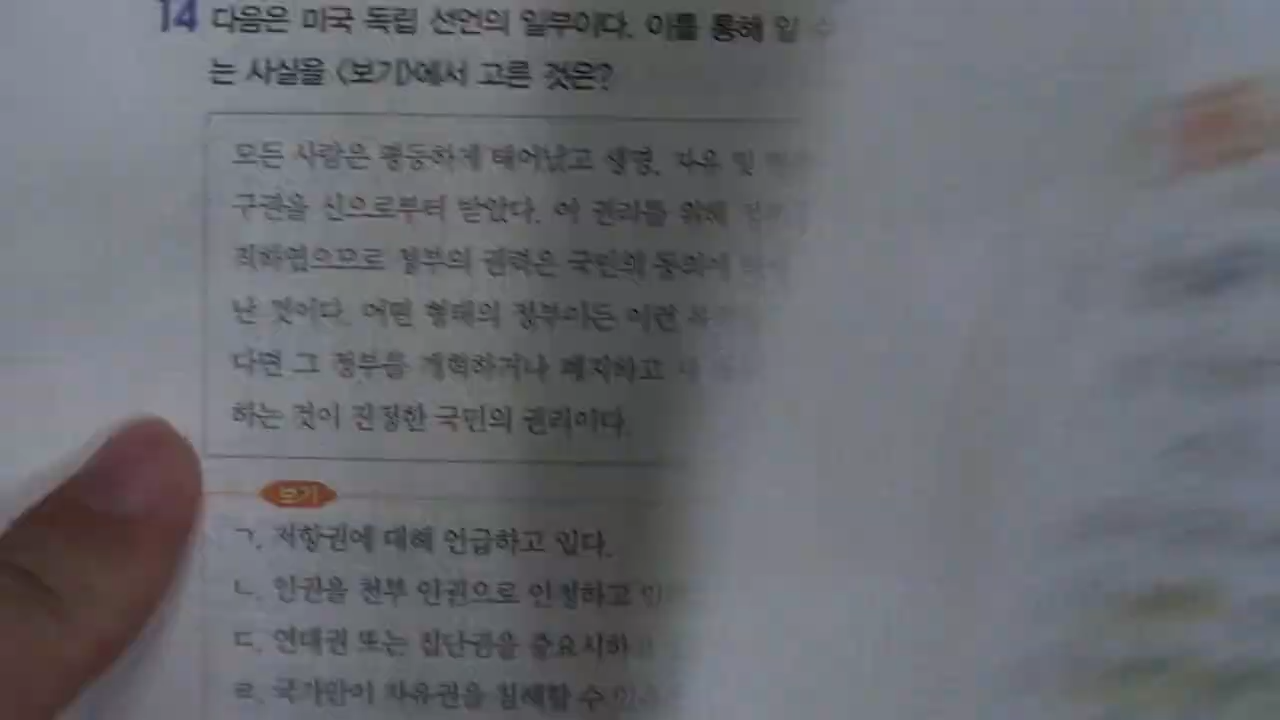 14 다음은 미국 독립 선언의 일부이다. 이를 통해 알 수
는 사실을 <보기>에서 고른 것은?
모든 사람은 평등하게 태어났고 생명, 자유 및
구권을 신으로부터 받았다. 이 권리를 위해
직하였으므로 정부의 권력은 국민의 동의에
난 것이다. 어떤 형태의 정부이든 이런
다면 그 정부를 개혁하거나 폐지하고
하는 것이 진정한 국민의 권리이다.
보기
ㄱ. 저항권에 대해 언급하고 있다.
ㄴ. 인권을 천부 인권으로 인정하고
ㄷ. 연대권 또는 집단권을 중요시하
ㄹ. 국가만이 자유권을 침해할 수